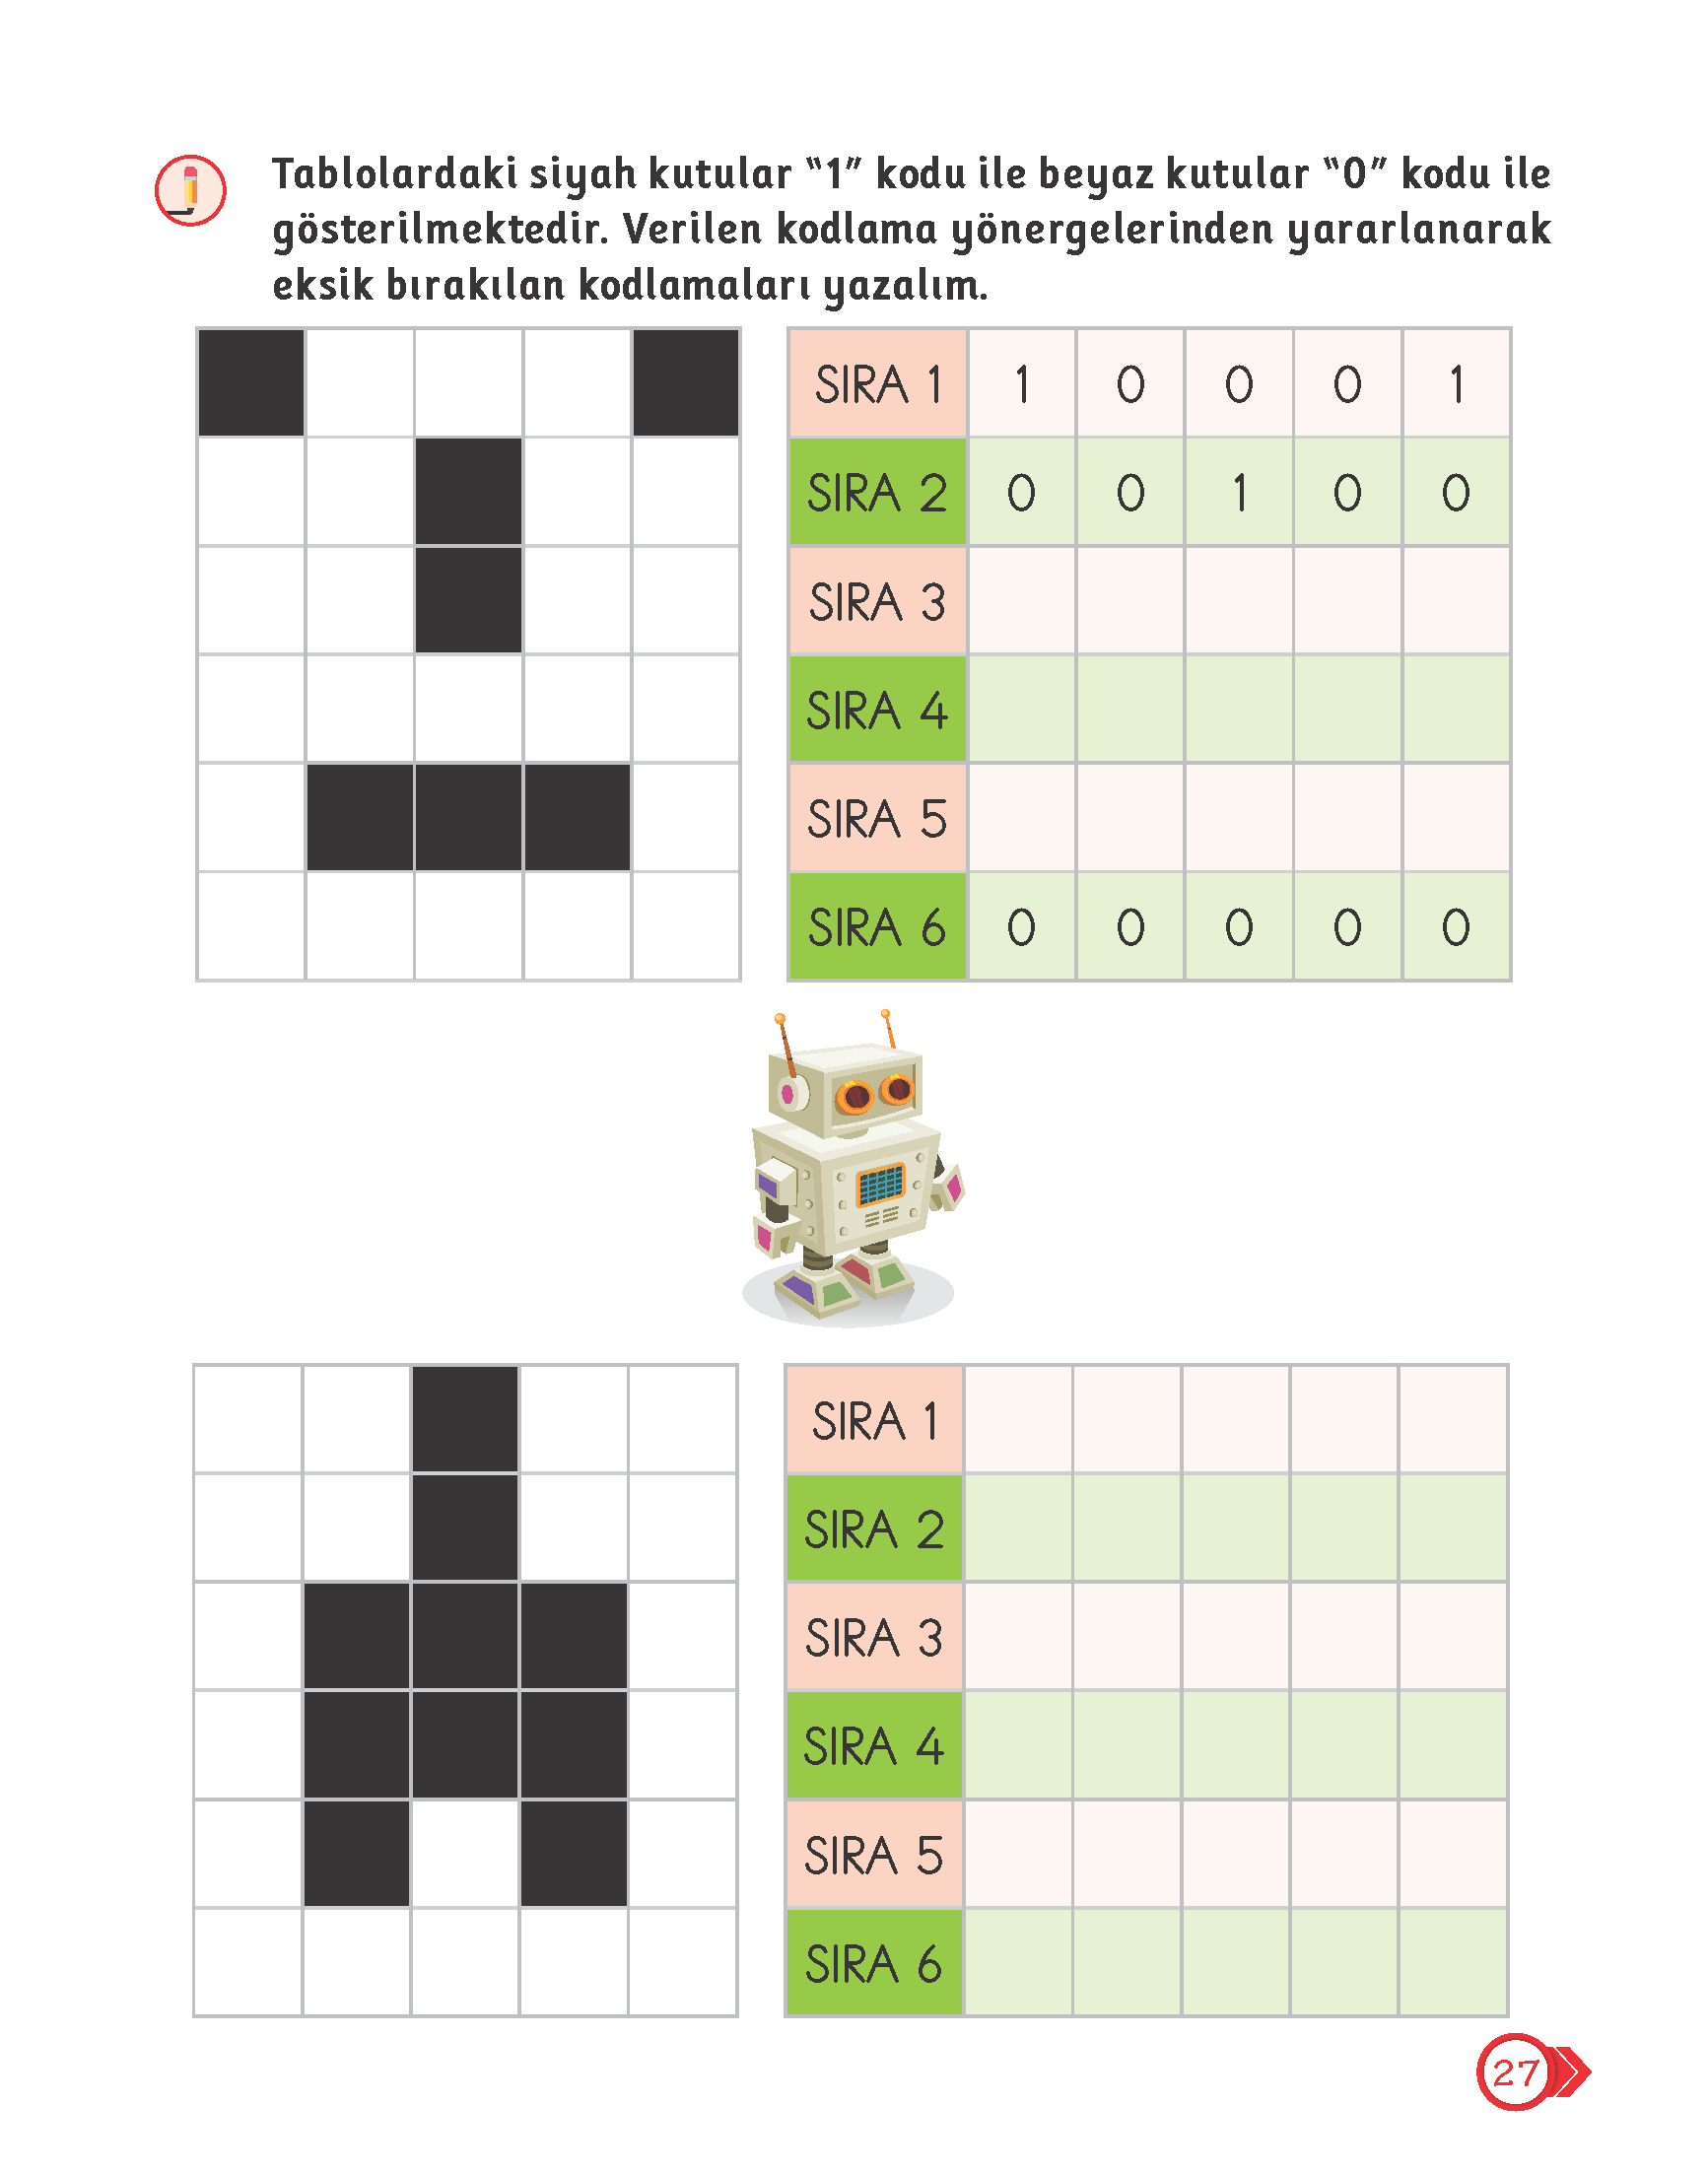 Tablolardaki siyah kutular “1” kodu ile beyaz kutular “0” kodu ile
gösterilmektedir. Verilen kodlama yönergelerinden yararlanarak
eksik bırakılan kodlamaları yazalım.
SIRA 1 1 0 0 0 1
SIRA 2 0 0 1 0 0
SIRA 3
SIRA 4
SIRA 5
SIRA 6 0 0 0 0 0
SIRA 1
SIRA 2
SIRA 3
SIRA 4
SIRA 5
SIRA 6
27